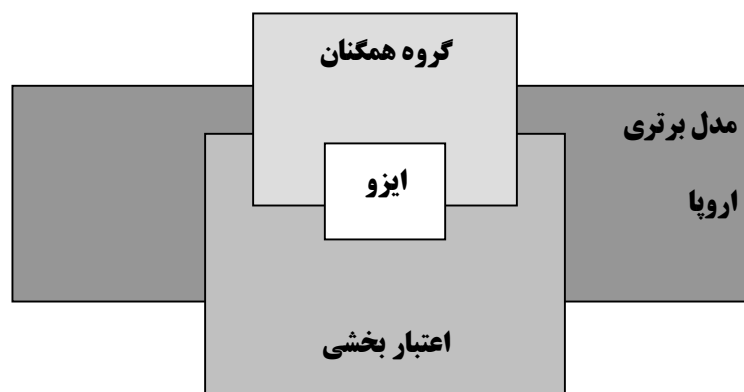 گروه همگنان
مدل برتری
اروپا
ایزو
اعتبار بخشی